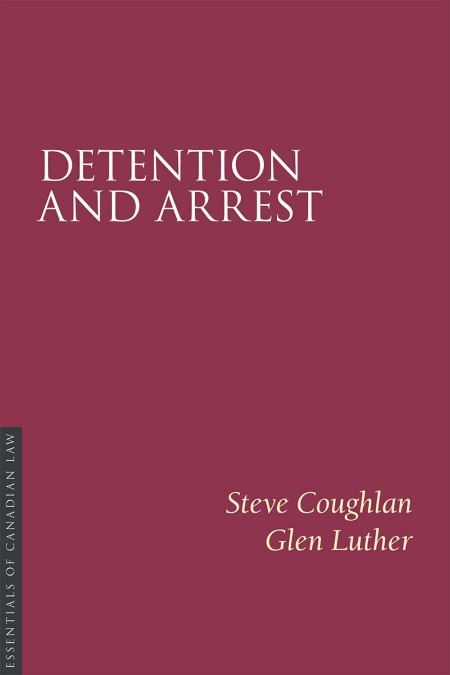 DETENTION
AND ARREST
ESSENTIALS OF CANADIAN LAW
Steve Coughlan
Glen Luther